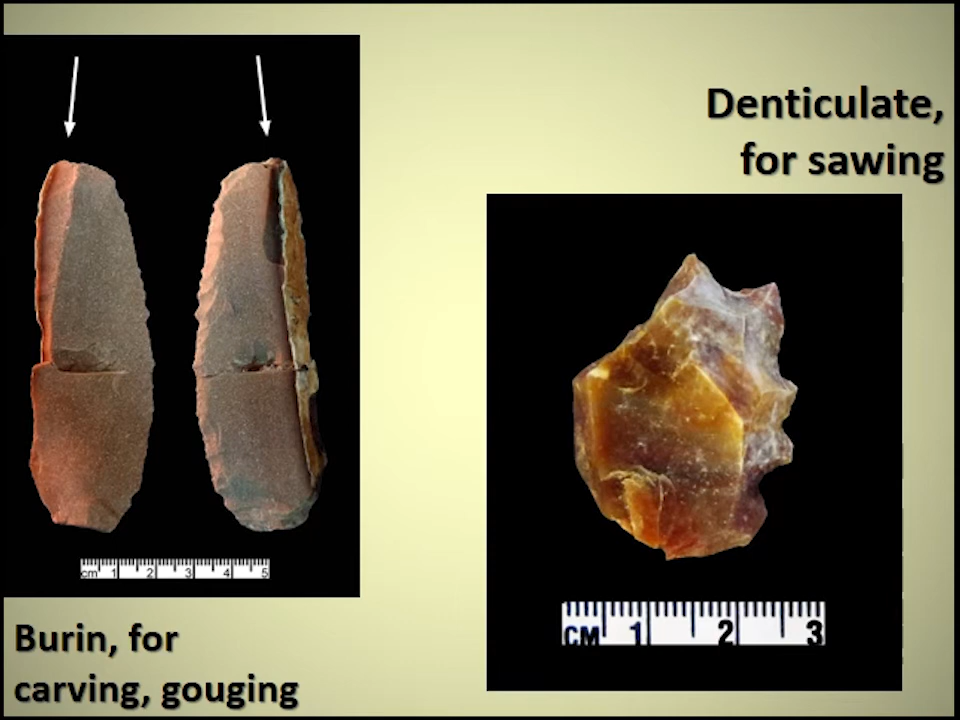 Denticulate,
for sawing
cm 1 2 3 4 5
CM 1 2 3
Burin, for
carving, gouging